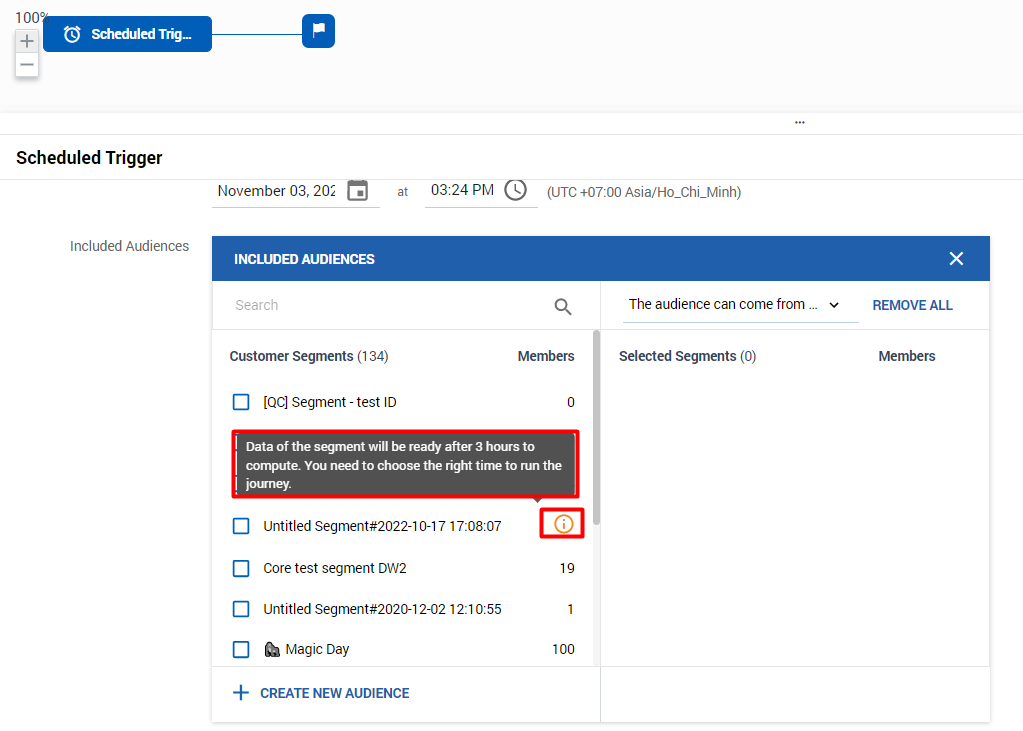 100%
Scheduled Trig...
...
Scheduled Trigger
November 03, 202
at
03:24 PM
(UTC +07:00 Asia/Ho_Chi_Minh)
Included Audiences
INCLUDED AUDIENCES
Search
The audience can come from ...
REMOVE ALL
Customer Segments (134)
Members
Selected Segments (0)
Members
[QC] Segment - test ID
0
Data of the segment will be ready after 3 hours to
compute. You need to choose the right time to run the
journey.
Untitled Segment#2022-10-17 17:08:07
Core test segment DW2
19
Untitled Segment#2020-12-02 12:10:55
1
Magic Day
100
CREATE NEW AUDIENCE